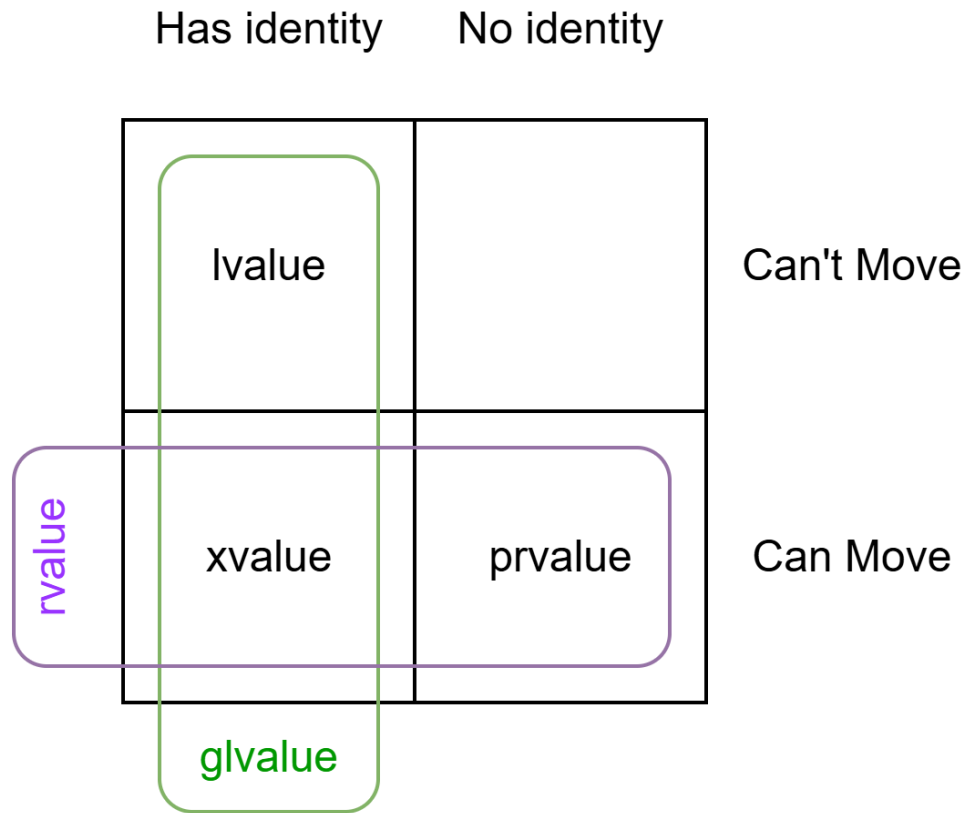 Has identity
No identity
lvalue
Can't Move
rvalue
xvalue
prvalue
Can Move
glvalue